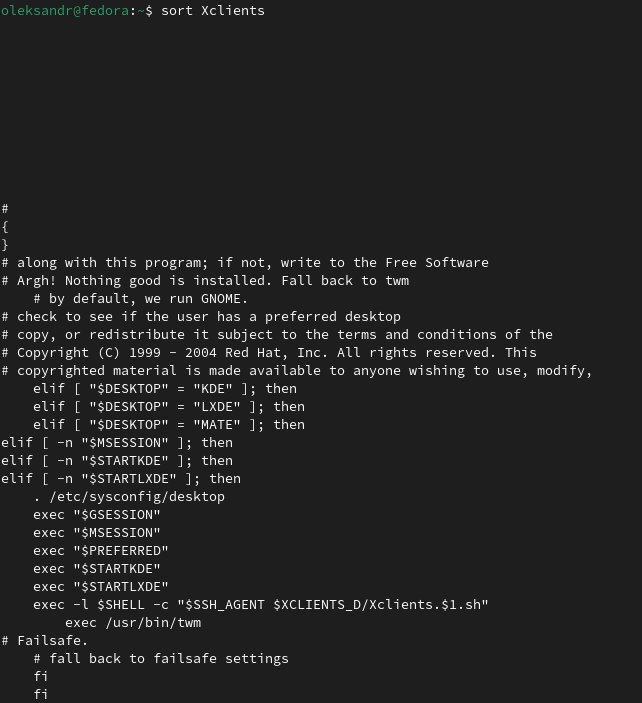 oleksandr@fedora:~$ sort Xclients
#
{
}
# along with this program; if not, write to the Free Software
# Argh! Nothing good is installed. Fall back to twm
    # by default, we run GNOME.
# check to see if the user has a preferred desktop
# copy, or redistribute it subject to the terms and conditions of the
# Copyright (C) 1999 - 2004 Red Hat, Inc. All rights reserved. This
# copyrighted material is made available to anyone wishing to use, modify,
    elif [ "$DESKTOP" = "KDE" ]; then
    elif [ "$DESKTOP" = "LXDE" ]; then
    elif [ "$DESKTOP" = "MATE" ]; then
elif [ -n "$MSESSION" ]; then
elif [ -n "$STARTKDE" ]; then
elif [ -n "$STARTLXDE" ]; then
    . /etc/sysconfig/desktop
    exec "$GSESSION"
    exec "$MSESSION"
    exec "$PREFERRED"
    exec "$STARTKDE"
    exec "$STARTLXDE"
    exec -l $SHELL -c "$SSH_AGENT $XCLIENTS_D/Xclients.$1.sh"
        exec /usr/bin/twm
# Failsafe.
    # fall back to failsafe settings
    fi
    fi